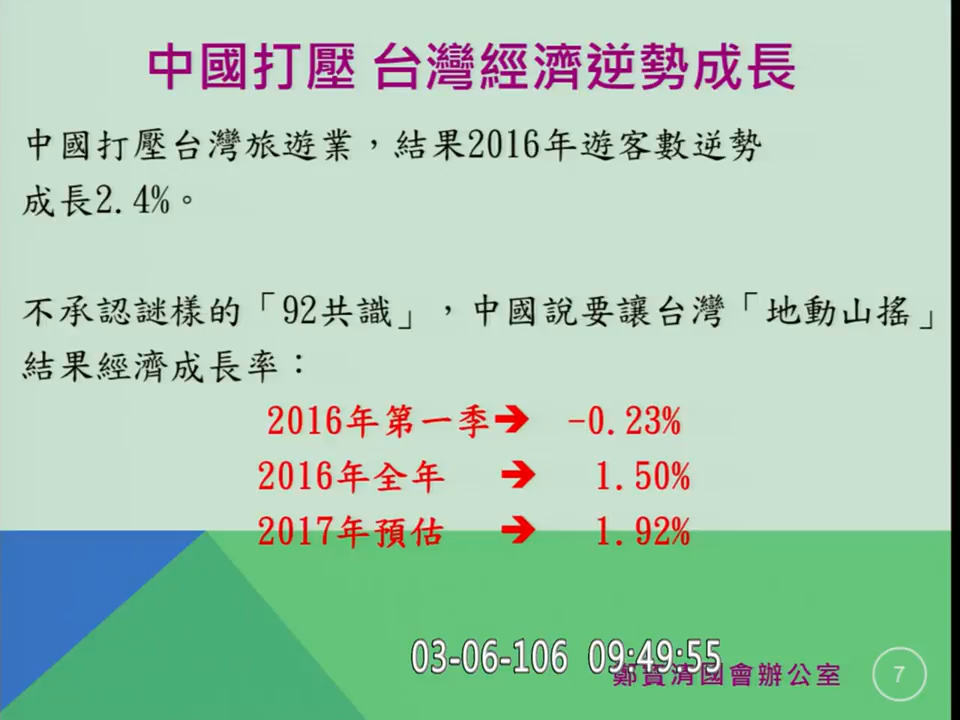 中國打壓 台灣經濟逆勢成長
中國打壓台灣旅遊業，結果2016年遊客數逆勢
成長2.4%。
不承認謎樣的「92共識」，中國說要讓台灣「地動山搖」
結果經濟成長率：
2016年第一季➔ -0.23%
2016年全年 ➔ 1.50%
2017年預估 ➔ 1.92%
03-06-106 09:49:55
鄭寶清國會辦公室
7